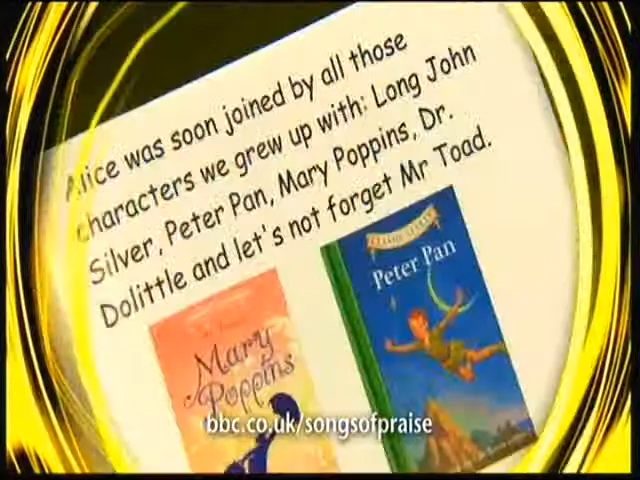 Alice was soon joined by all those
characters we grew up with: Long John
Silver, Peter Pan, Mary Poppins, Dr.
Dolittle and let's not forget Mr Toad.
Peter Pan
Mary
Poppins
bbc.co.uk/songsofpraise